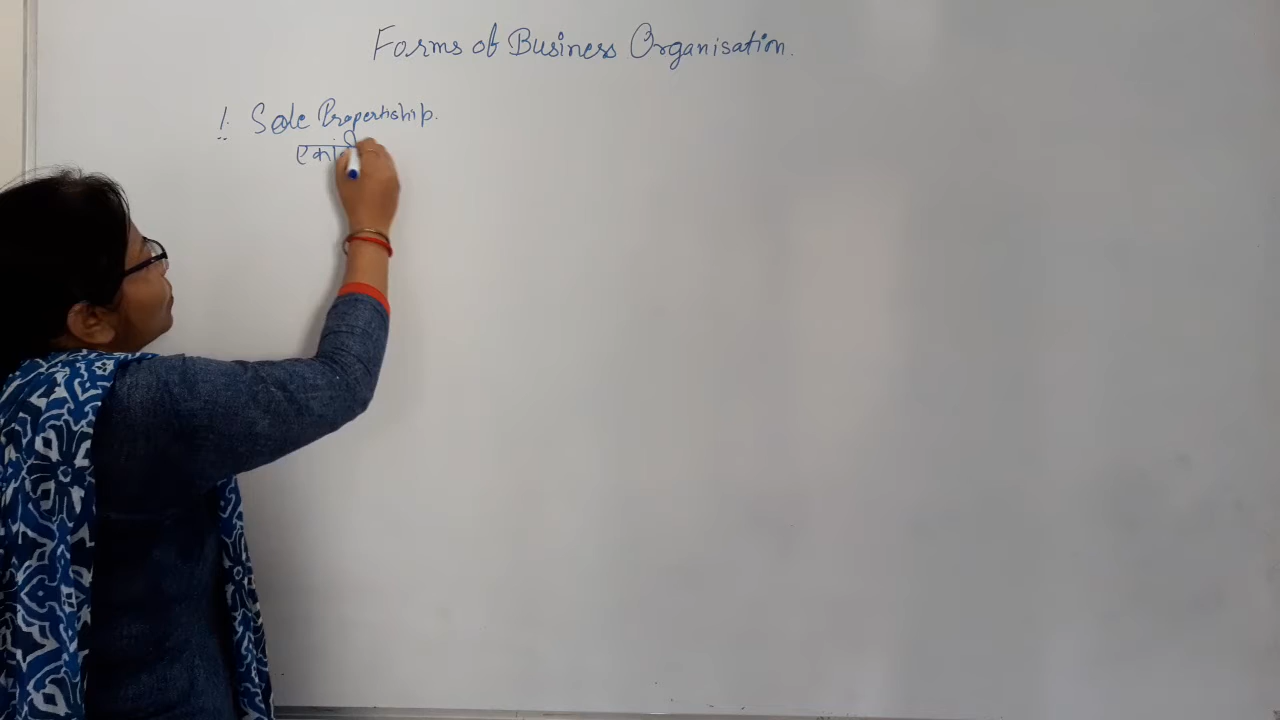 Forms of Business Organisation.
1. Sole Propertiship.